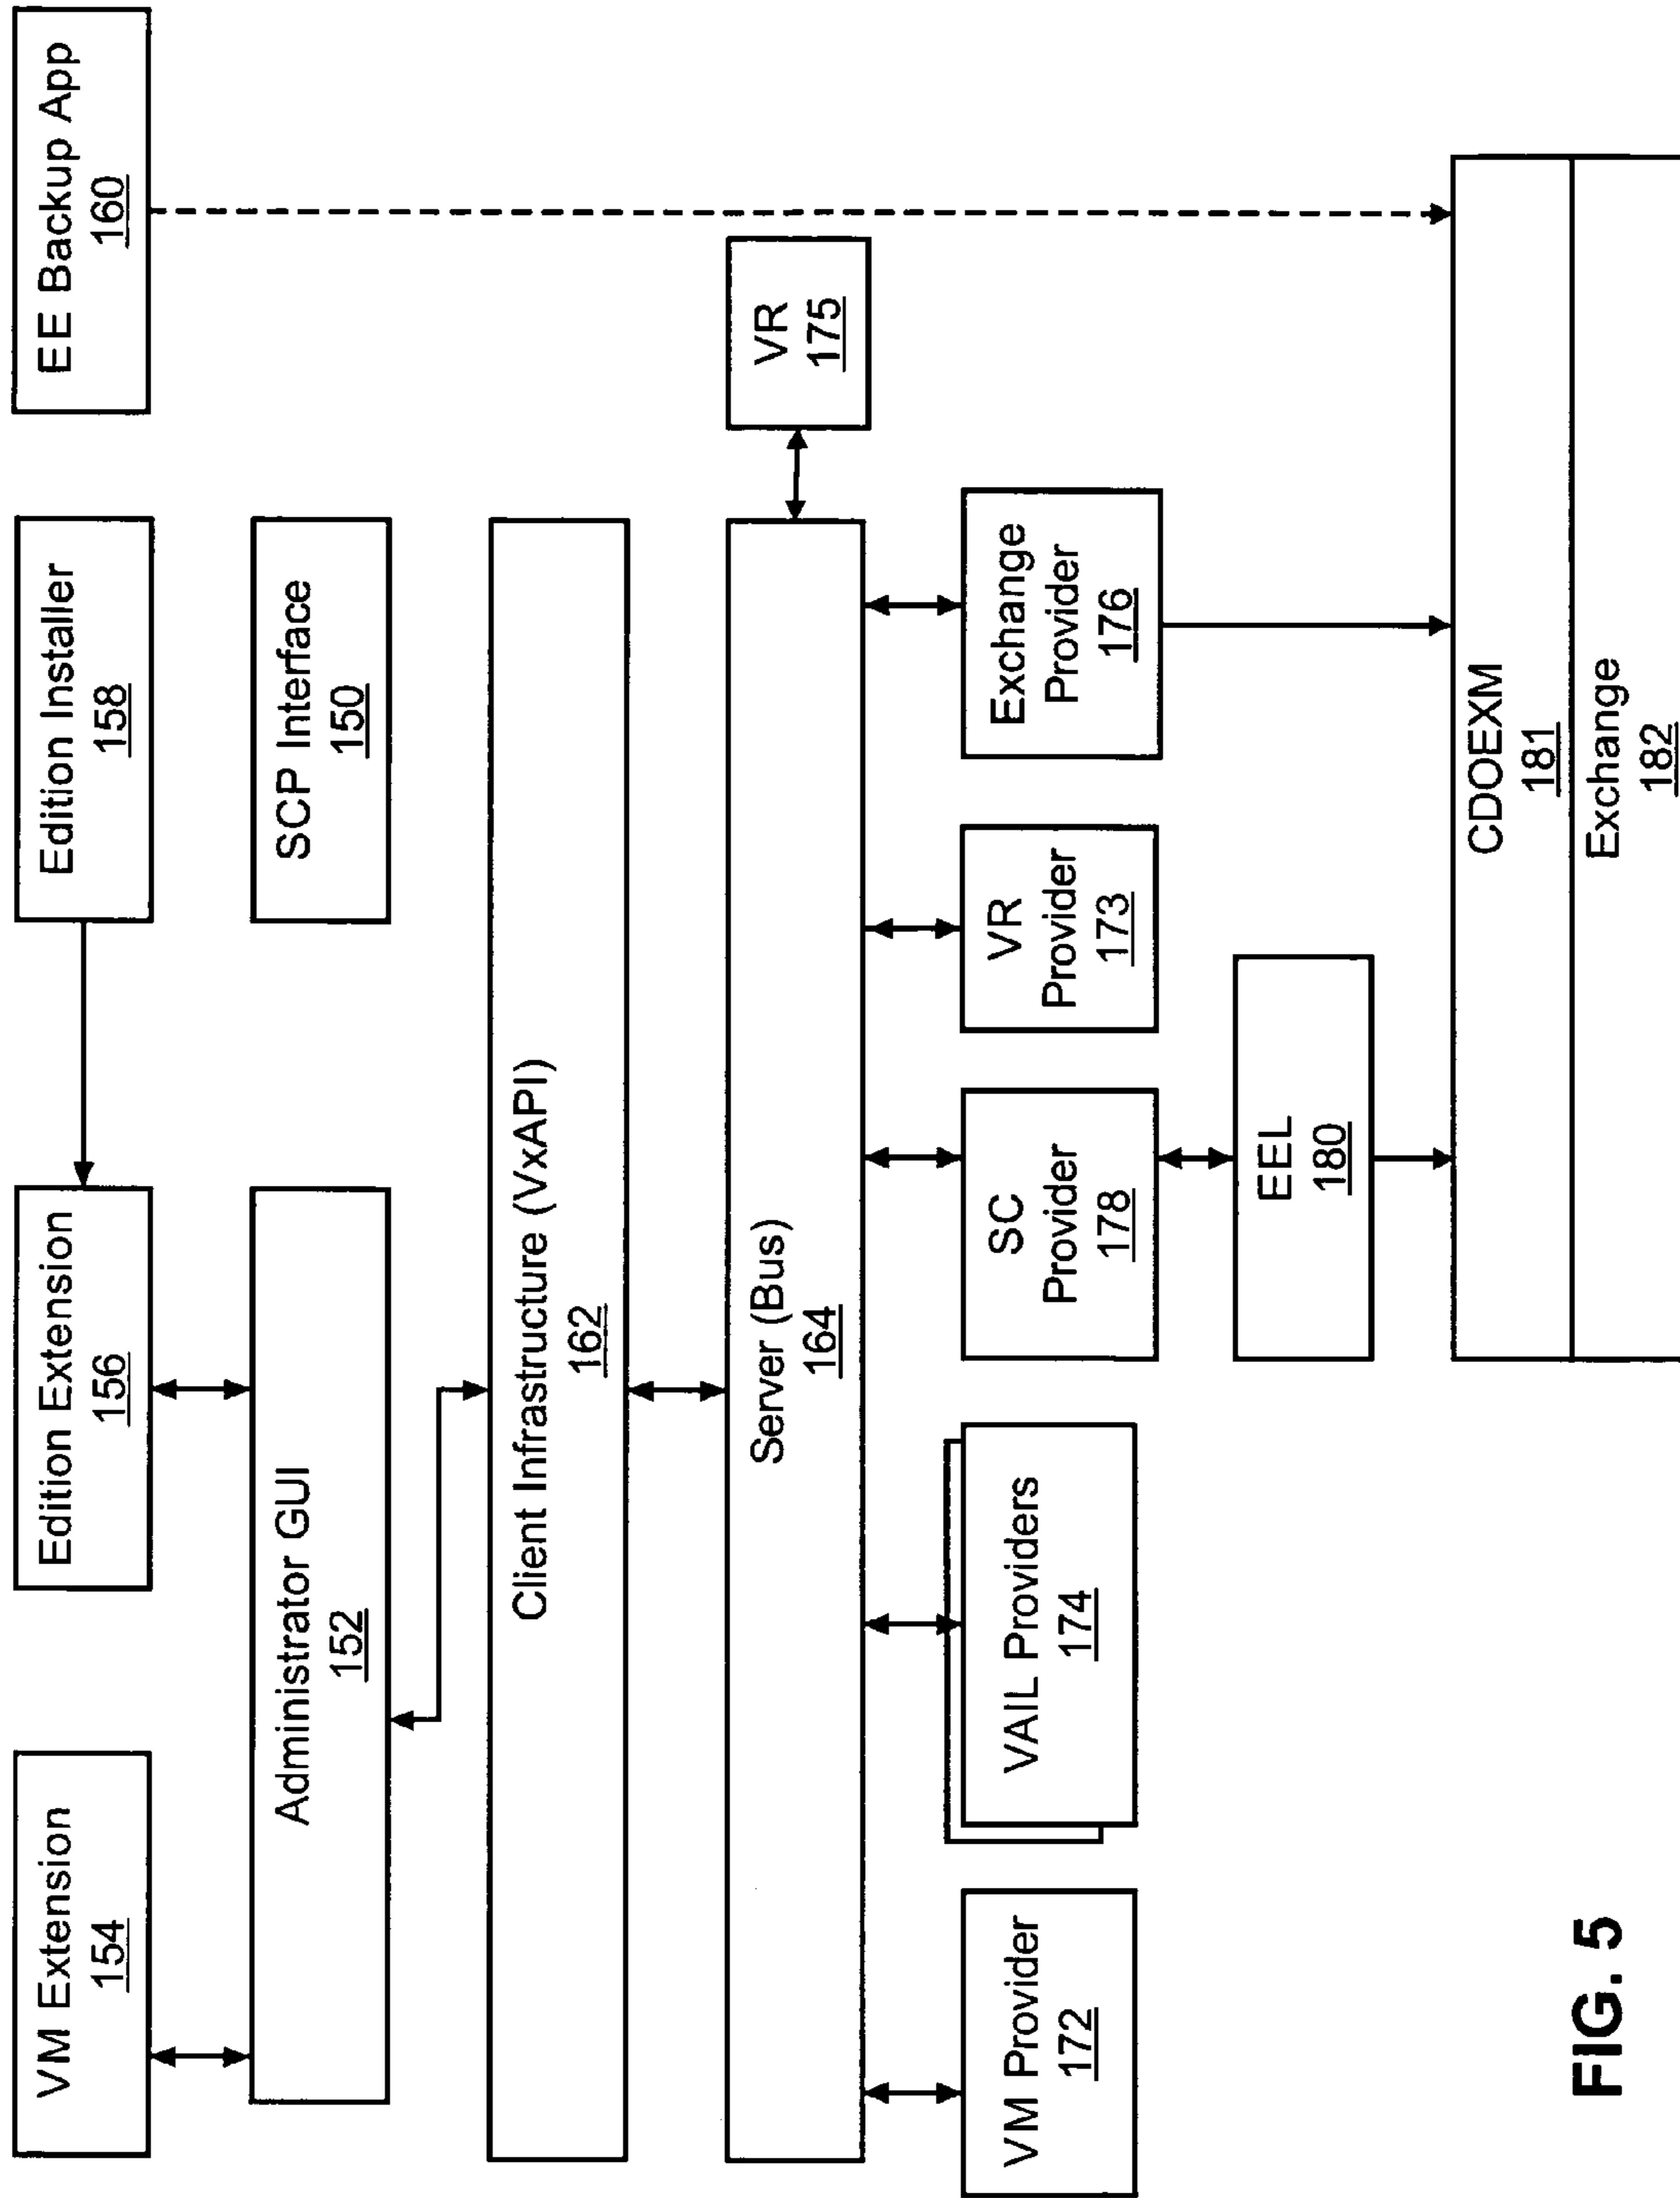 VM Extension
154
Edition Extension
156
Edition Installer
158
EE Backup App
160
Administrator GUI
152
SCP Interface
150
Client Infrastructure (VxAPI)
162
Server (Bus)
164
VR
175
VM Provider
172
VAIL Providers
174
SC
Provider
178
VR
Provider
173
Exchange
Provider
176
EEL
180
CDOEXM
181
Exchange
182
FIG. 5